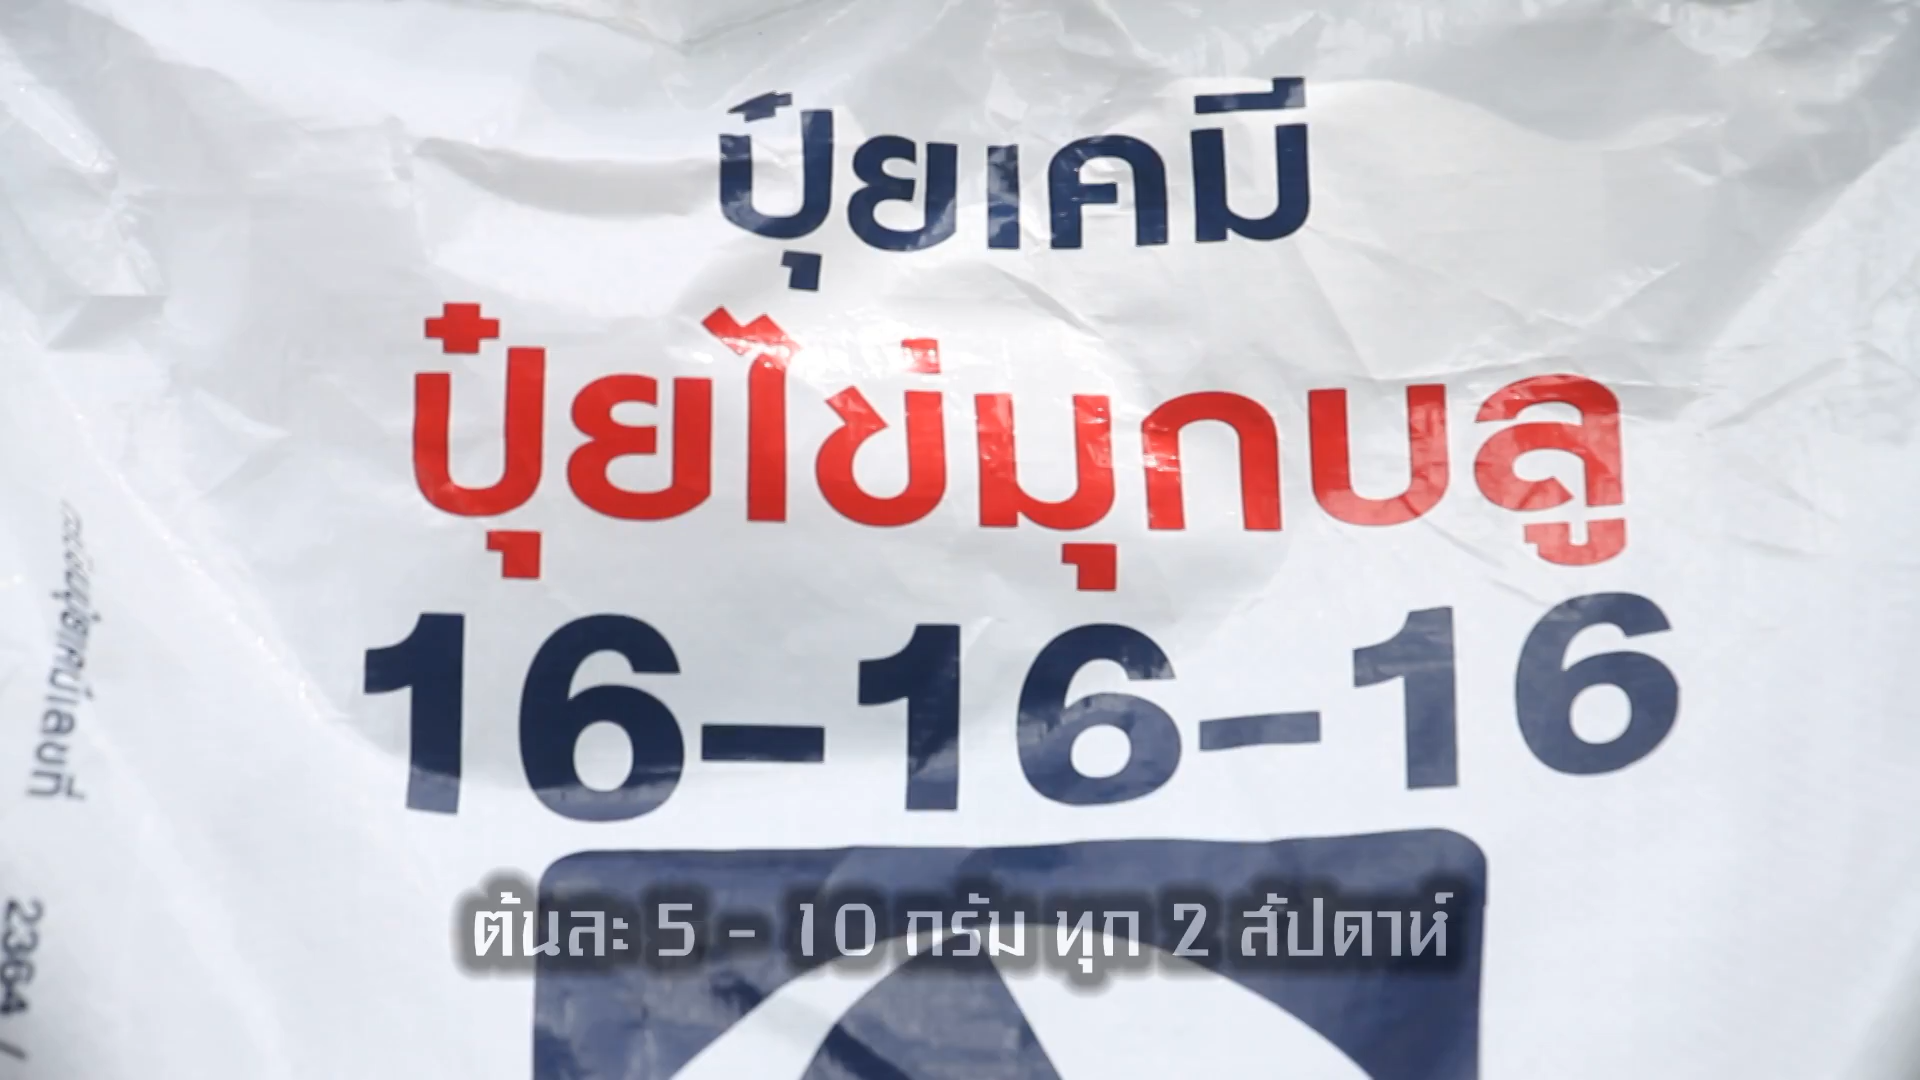 ปุ๋ยเคมี
ปุ๋ยไข่มุกบลู
16-16-16
ต้นละ 5 - 10 กรัม ทุก 2 สัปดาห์
2364 /